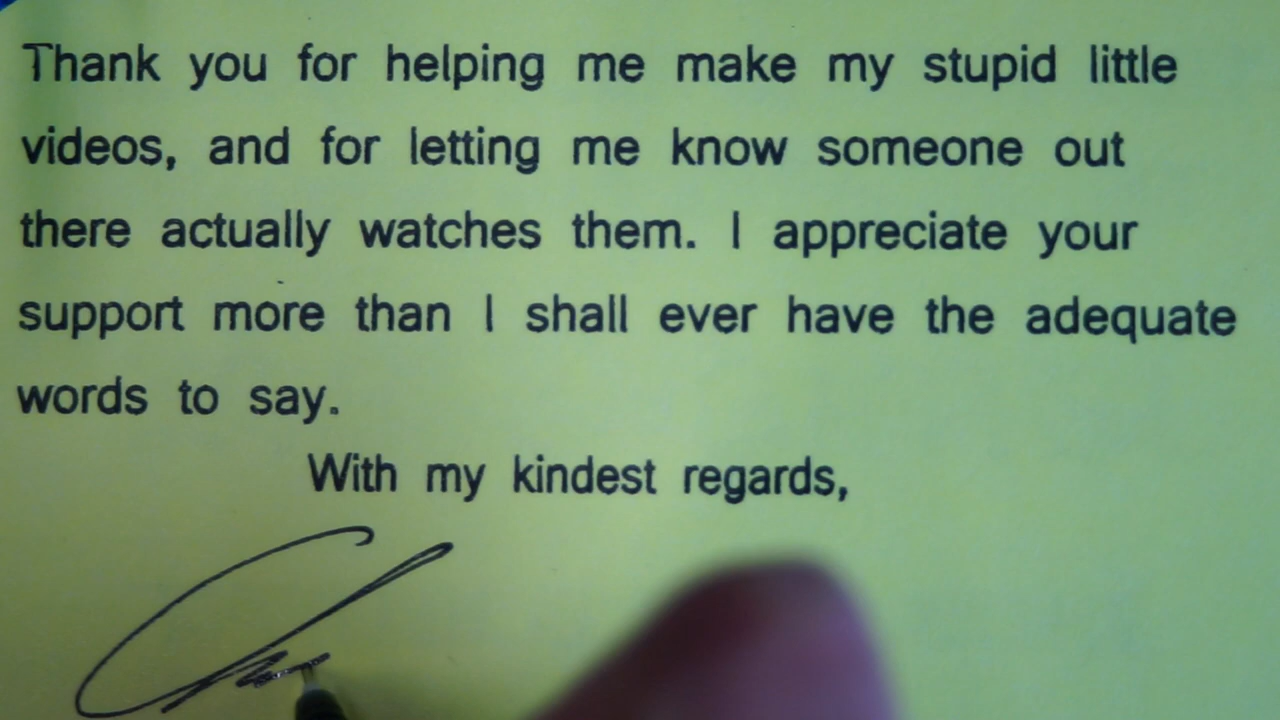 Thank you for helping me make my stupid little
videos, and for letting me know someone out
there actually watches them. I appreciate your
support more than I shall ever have the adequate
words to say.
With my kindest regards,